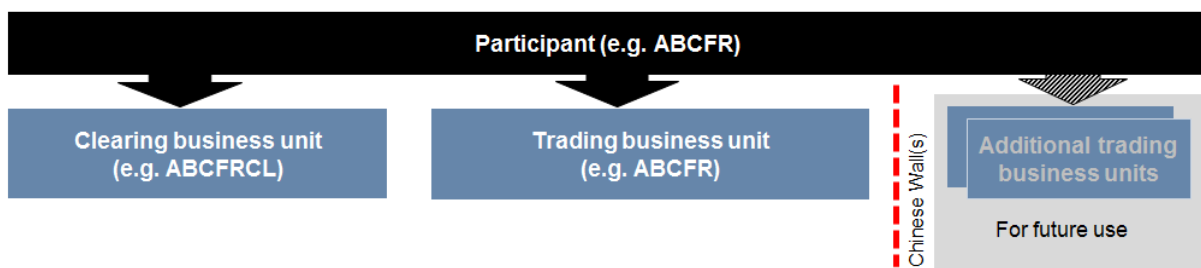 Participant (e.g. ABCFR)
Clearing business unit
(e.g. ABCFRCL)
Trading business unit
(e.g. ABCFR)
Chinese Wall(s)
Additional trading
business units
For future use